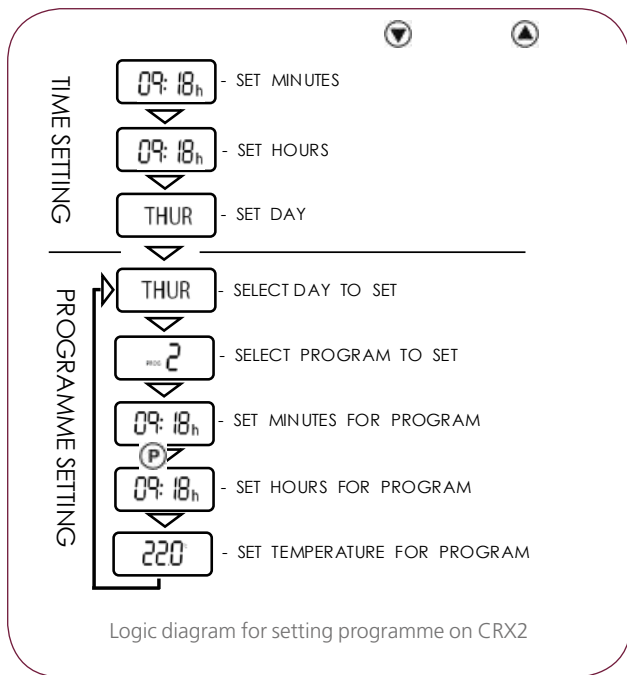 TIME SETTING
09:18h - SET MINUTES
09:18h - SET HOURS
THUR - SET DAY
PROGRAMME SETTING
THUR - SELECT DAY TO SET
PROG 2 - SELECT PROGRAM TO SET
09:18h - SET MINUTES FOR PROGRAM
P
09:18h - SET HOURS FOR PROGRAM
22.0° - SET TEMPERATURE FOR PROGRAM
Logic diagram for setting programme on CRX2